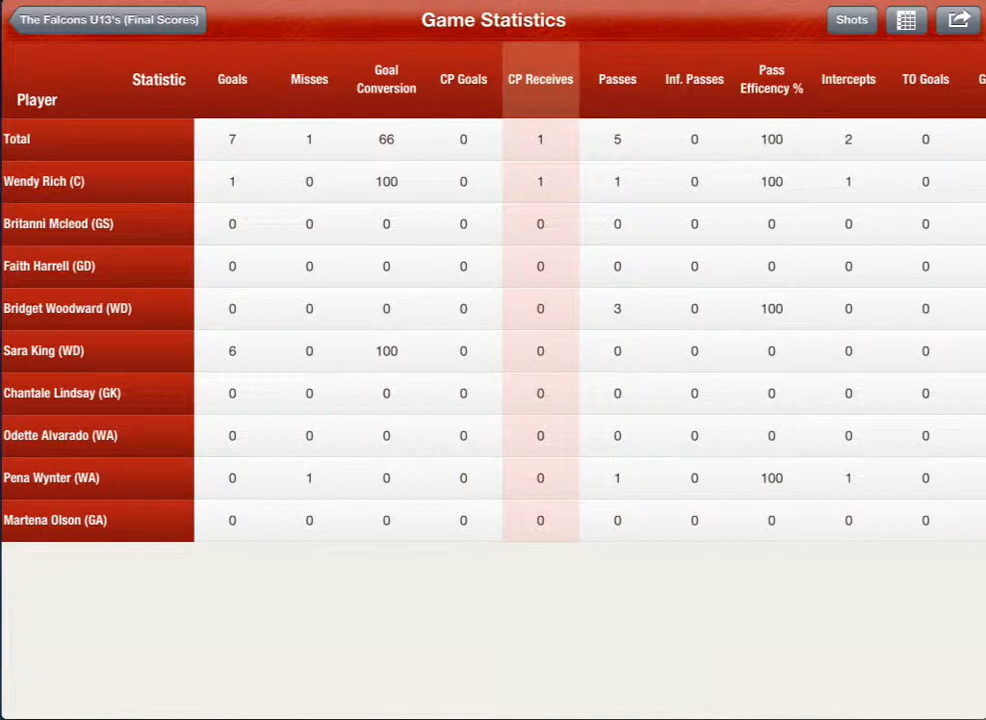 The Falcons U13's (Final Scores) Game Statistics Shots
Player Statistic Goals Misses Goal Conversion CP Goals CP Receives Passes Inf. Passes Pass Efficency % Intercepts TO Goals G
Total 7 1 66 0 1 5 0 100 2 0
Wendy Rich (C) 1 0 100 0 1 1 0 100 1 0
Britanni Mcleod (GS) 0 0 0 0 0 0 0 0 0 0
Faith Harrell (GD) 0 0 0 0 0 0 0 0 0 0
Bridget Woodward (WD) 0 0 0 0 0 3 0 100 0 0
Sara King (WD) 6 0 100 0 0 0 0 0 0 0
Chantale Lindsay (GK) 0 0 0 0 0 0 0 0 0 0
Odette Alvarado (WA) 0 0 0 0 0 0 0 0 0 0
Pena Wynter (WA) 0 1 0 0 0 1 0 100 1 0
Martena Olson (GA) 0 0 0 0 0 0 0 0 0 0